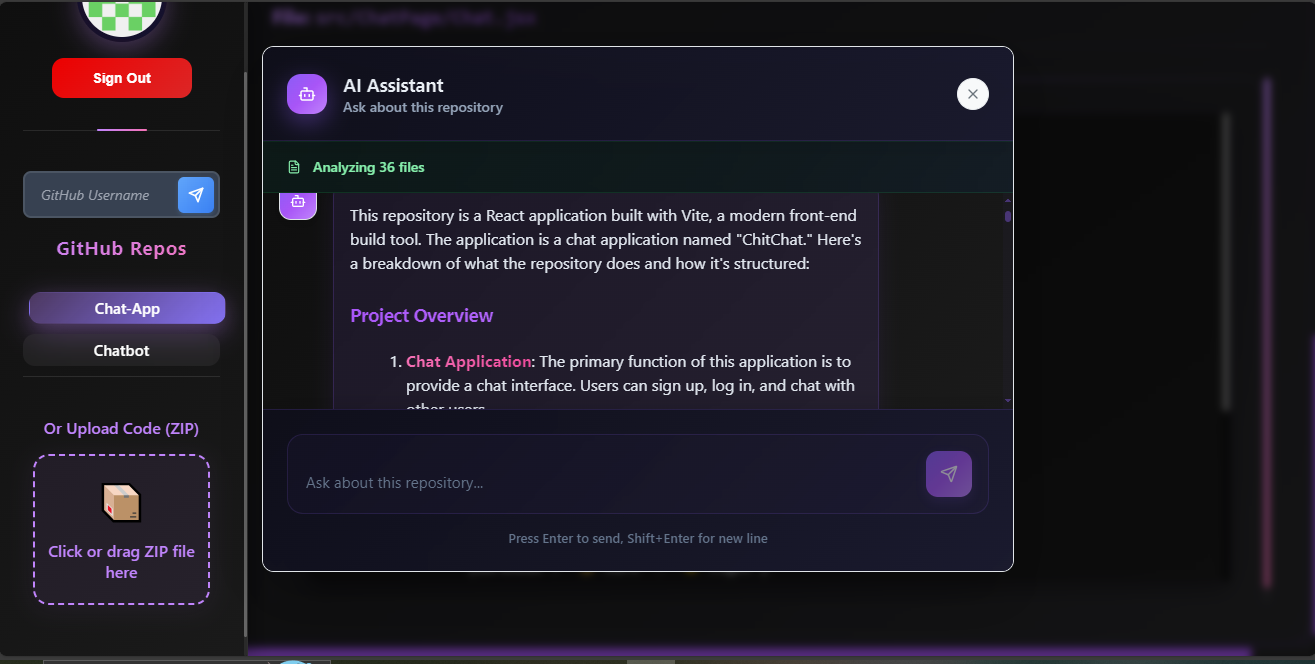 Sign Out
GitHub Username
GitHub Repos
Chat-App
Chatbot
Or Upload Code (ZIP)
Click or drag ZIP file
here
File: src/ChatPage/Chat.jsx
AI Assistant
Ask about this repository
Analyzing 36 files
This repository is a React application built with Vite, a modern front-end
build tool. The application is a chat application named "ChitChat." Here's
a breakdown of what the repository does and how it's structured:
Project Overview
1. Chat Application: The primary function of this application is to
provide a chat interface. Users can sign up, log in, and chat with
other users.
Ask about this repository...
Press Enter to send, Shift+Enter for new line